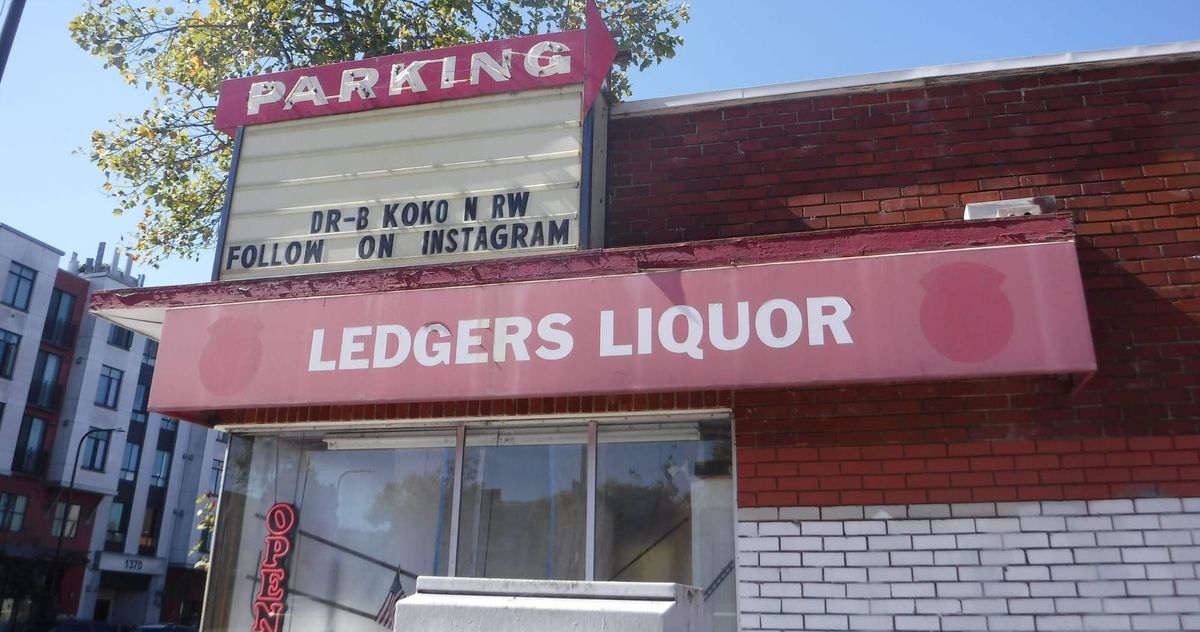 PARKING
DR-B KOKO N RW
FOLLOW ON INSTAGRAM
LEDGERS LIQUOR
OPEN
1370